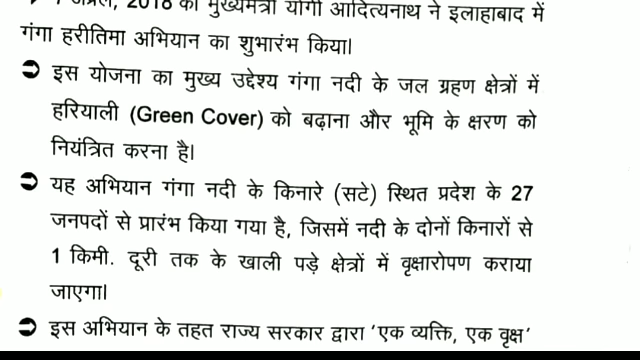 7 अप्रैल, 2018 को मुख्यमंत्री योगी आदित्यनाथ ने इलाहाबाद में
गंगा हरीतिमा अभियान का शुभारंभ किया।
➲ इस योजना का मुख्य उद्देश्य गंगा नदी के जल ग्रहण क्षेत्रों में
हरियाली (Green Cover) को बढ़ाना और भूमि के क्षरण को
नियंत्रित करना है।
➲ यह अभियान गंगा नदी के किनारे (सटे) स्थित प्रदेश के 27
जनपदों से प्रारंभ किया गया है, जिसमें नदी के दोनों किनारों से
1 किमी. दूरी तक के खाली पड़े क्षेत्रों में वृक्षारोपण कराया
जाएगा।
➲ इस अभियान के तहत राज्य सरकार द्वारा ‘एक व्यक्ति, एक वृक्ष’